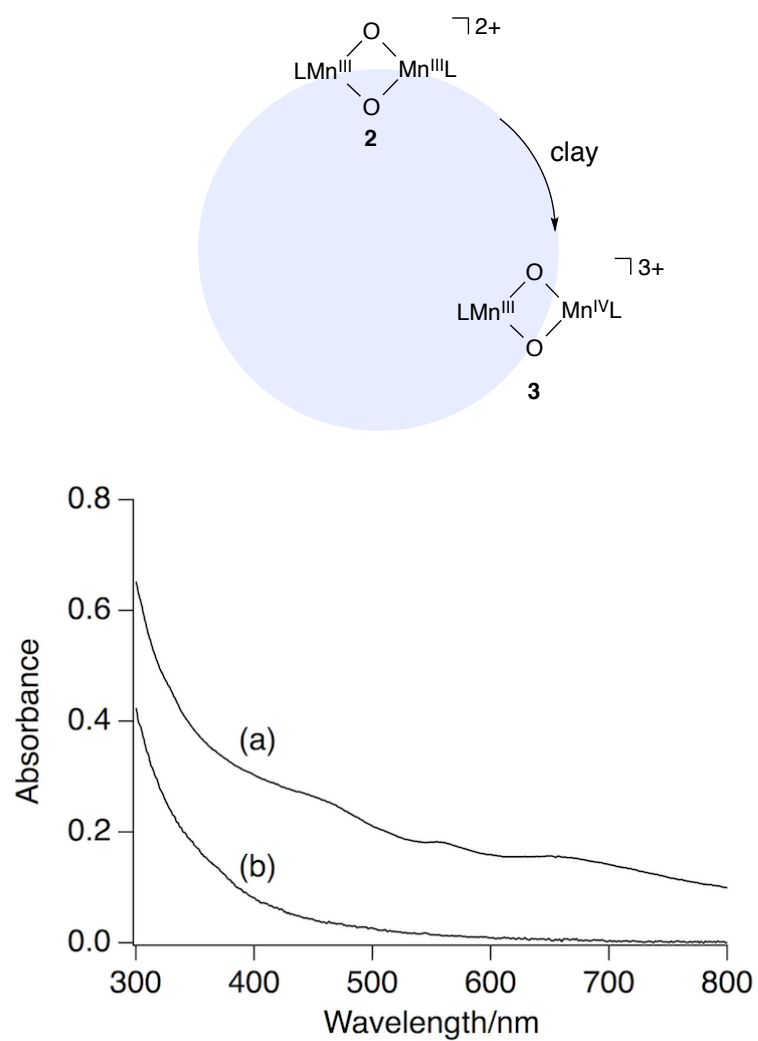 O
2+
LMnIII MnIIIL
O
2
clay
O
3+
LMnIII MnIVL
O
3
0.8
0.6
0.4
0.2
0.0
Absorbance
(a)
(b)
300 400 500 600 700 800
Wavelength/nm